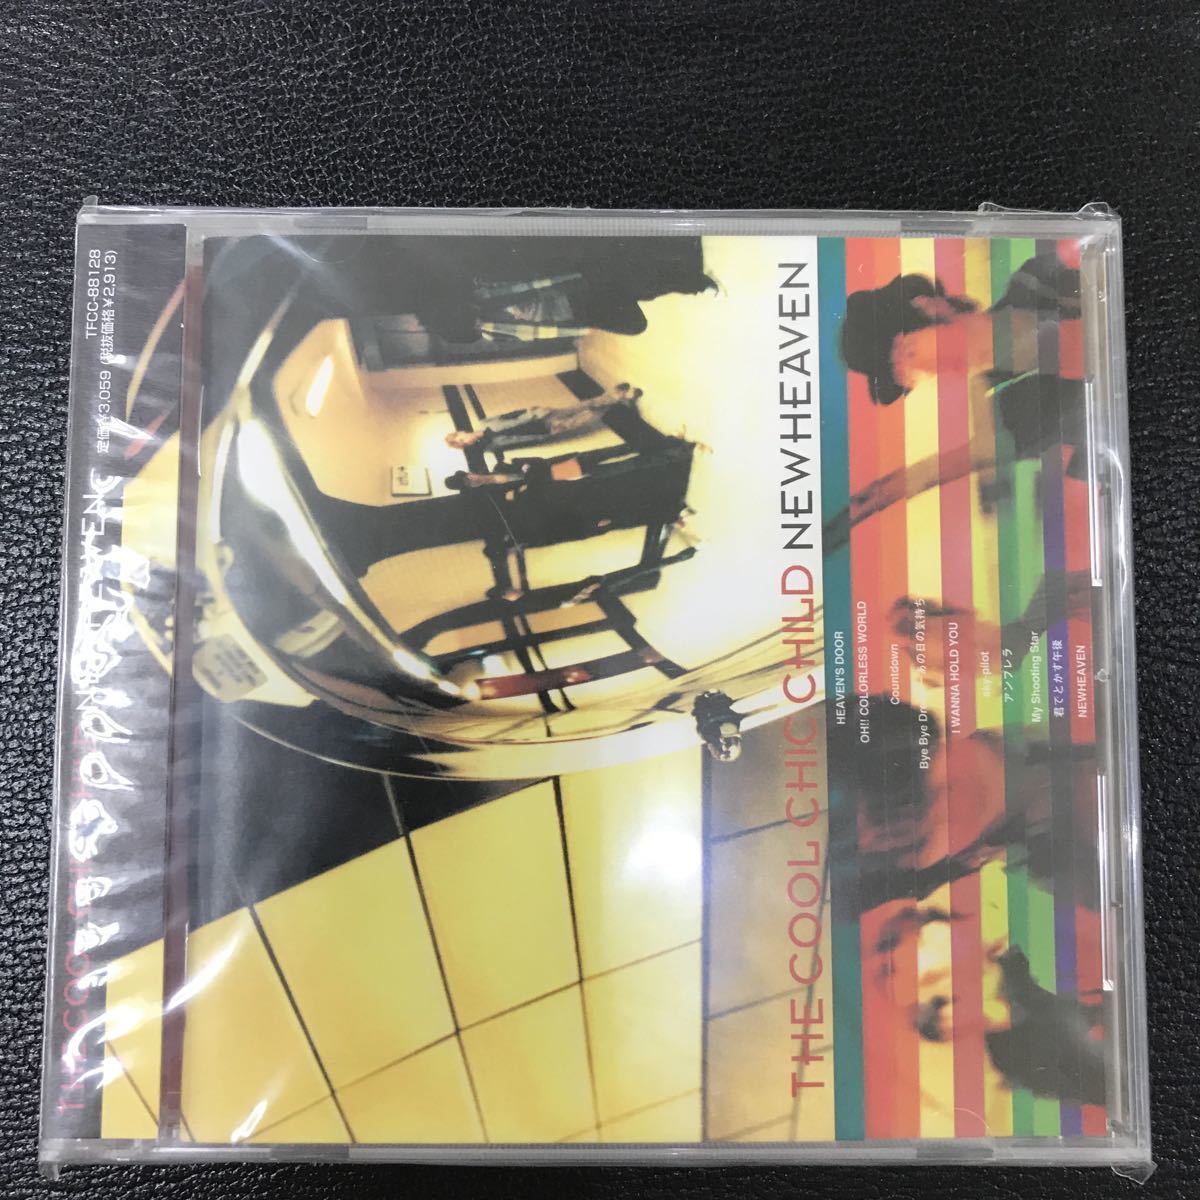 TFCC-88128
定価¥3,059 (税抜価格¥2,913)
THE COOL CHIC CHILD NEWHEAVEN
HEAVEN'S DOOR
OH!! COLORLESS WORLD
Countdown
Bye Bye あの日の気持ち
I WANNA HOLD YOU
sky-pilot
アンブレラ
My Shooting Star
君でとかす午後
NEWHEAVEN